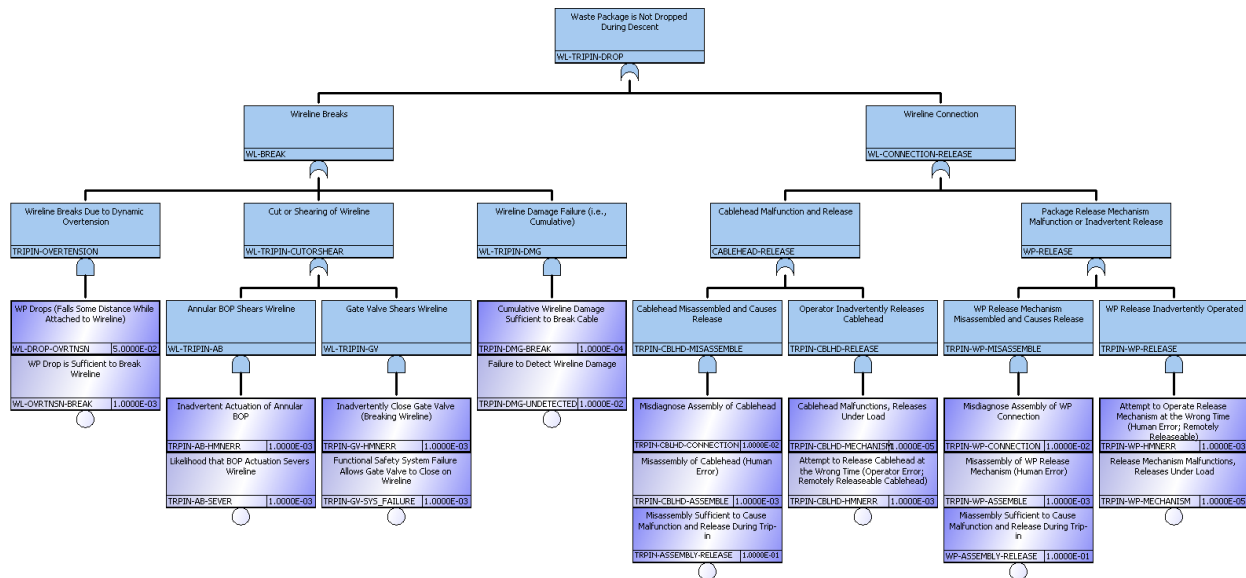 Waste Package is Not Dropped
During Descent
WL-TRIPIN-DROP
Wireline Breaks
WL-BREAK
Wireline Connection
WL-CONNECTION-RELEASE
Wireline Breaks Due to Dynamic
Overtension
TRIPIN-OVERTENSION
Cut or Shearing of Wireline
WL-TRIPIN-CUTORSHEAR
Wireline Damage Failure (i.e.,
Cumulative)
WL-TRIPIN-DMG
Cablehead Malfunction and Release
CABLEHEAD-RELEASE
Package Release Mechanism
Malfunction or Inadvertent Release
WP-RELEASE
WP Drops (Falls Some Distance While
Attached to Wireline)
WL-DROP-OVRTNSN 5.0000E-02
WP Drop is Sufficient to Break
Wireline
WL-OVRTNSN-BREAK 1.0000E-03
Annular BOP Shears Wireline
WL-TRIPIN-AB
Gate Valve Shears Wireline
WL-TRIPIN-GV
Cumulative Wireline Damage
Sufficient to Break Cable
TRPIN-DMG-BREAK 1.0000E-04
Failure to Detect Wireline Damage
TRPIN-DMG-UNDETECTED 1.0000E-02
Cablehead Misassembled and Causes
Release
TRPIN-CBLHD-MISASSEMBLE
Operator Inadvertently Releases
Cablehead
TRPIN-CBLHD-RELEASE
WP Release Mechanism
Misassembled and Causes Release
TRPIN-WP-MISASSEMBLE
WP Release Inadvertently Operated
TRPIN-WP-RELEASE
Inadvertent Actuation of Annular
BOP
TRPIN-AB-HMNERR 1.0000E-03
Likelihood that BOP Actuation Severs
Wireline
TRPIN-AB-SEVER 1.0000E-03
Inadvertently Close Gate Valve
(Breaking Wireline)
TRPIN-GV-HMNERR 1.0000E-03
Functional Safety System Failure
Allows Gate Valve to Close on
Wireline
TRPIN-GV-SYS_FAILURE 1.0000E-03
Misdiagnose Assembly of Cablehead
TRPIN-CBLHD-CONNECTION 1.0000E-02
Misassembly of Cablehead (Human
Error)
TRPIN-CBLHD-ASSEMBLE 1.0000E-03
Misassembly Sufficient to Cause
Malfunction and Release During Trip-
in
TRPIN-ASSEMBLY-RELEASE 1.0000E-01
Cablehead Malfunctions, Releases
Under Load
TRPIN-CBLHD-MECHANISM 1.0000E-05
Attempt to Release Cablehead at
the Wrong Time (Operator Error;
Remotely Releaseable Cablehead)
TRPIN-CBLHD-HMNERR 1.0000E-03
Misdiagnose Assembly of WP
Connection
TRPIN-WP-CONNECTION 1.0000E-02
Misassembly of WP Release
Mechanism (Human Error)
TRPIN-WP-ASSEMBLE 1.0000E-03
Miassembly Sufficient to Cause
Malfunction and Release During Trip-
in
WP-ASSEMBLY-RELEASE 1.0000E-01
Attempt to Operate Release
Mechanism at the Wrong Time
(Human Error; Remotely
Releaseable)
TRPIN-WP-HMNERR 1.0000E-03
Release Mechanism Malfunctions,
Releases Under Load
TRPIN-WP-MECHANISM 1.0000E-05